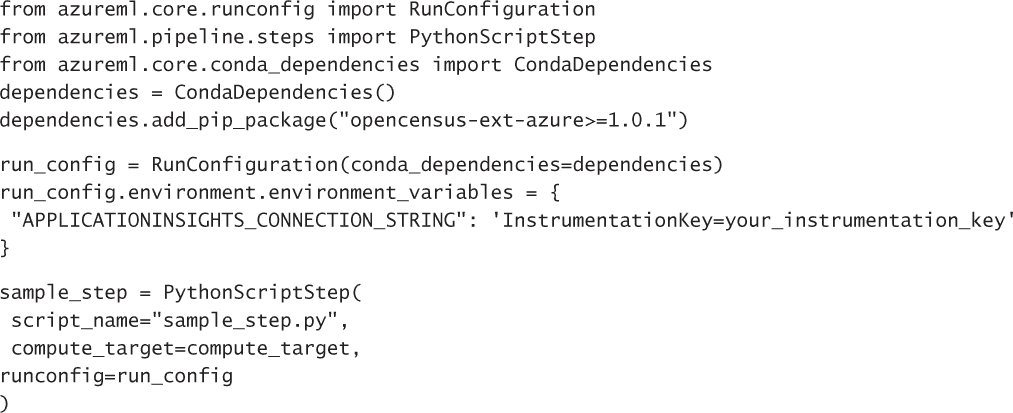 from azureml.core.runconfig import RunConfiguration
from azureml.pipeline.steps import PythonScriptStep
from azureml.core.conda_dependencies import CondaDependencies
dependencies = CondaDependencies()
dependencies.add_pip_package("opencensus-ext-azure>=1.0.1")
run_config = RunConfiguration(conda_dependencies=dependencies)
run_config.environment.environment_variables = {
 "APPLICATIONINSIGHTS_CONNECTION_STRING": 'InstrumentationKey=your_instrumentation_key'
}
sample_step = PythonScriptStep(
 script_name="sample_step.py",
 compute_target=compute_target,
runconfig=run_config
)